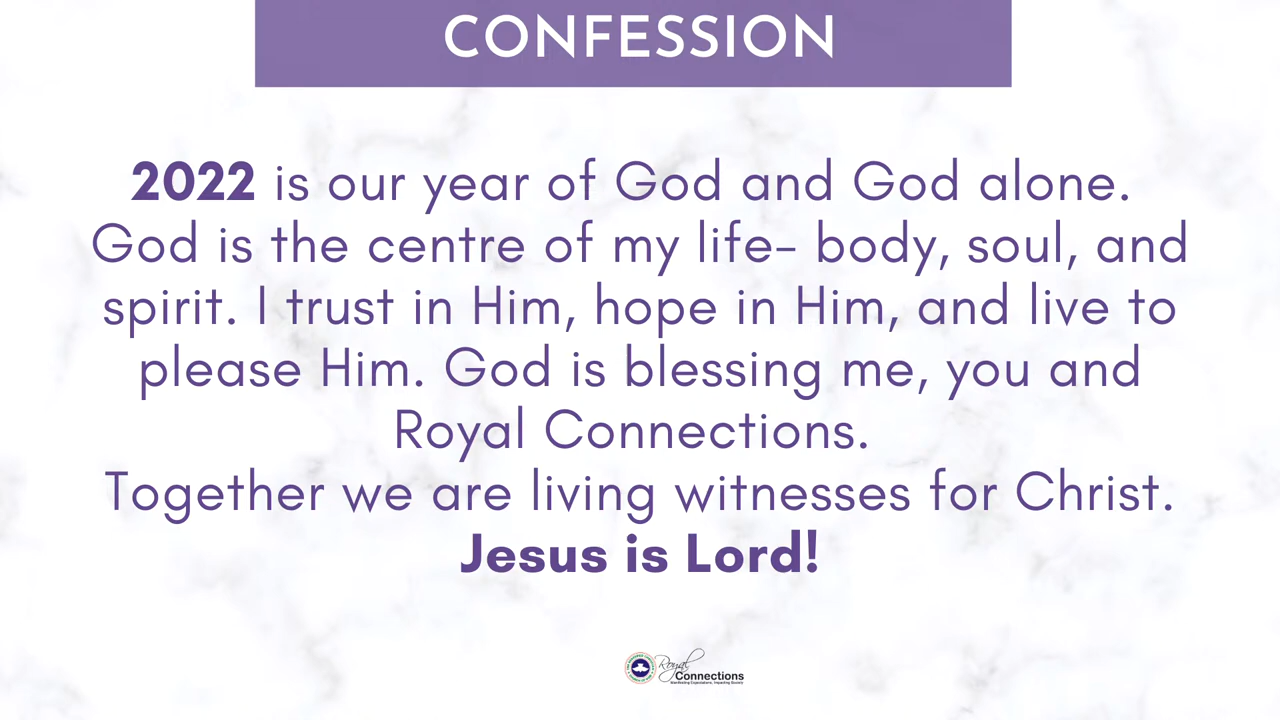 CONFESSION
2022 is our year of God and God alone.
God is the centre of my life– body, soul, and
spirit. I trust in Him, hope in Him, and live to
please Him. God is blessing me, you and
Royal Connections.
Together we are living witnesses for Christ.
Jesus is Lord!
Royal
Connections